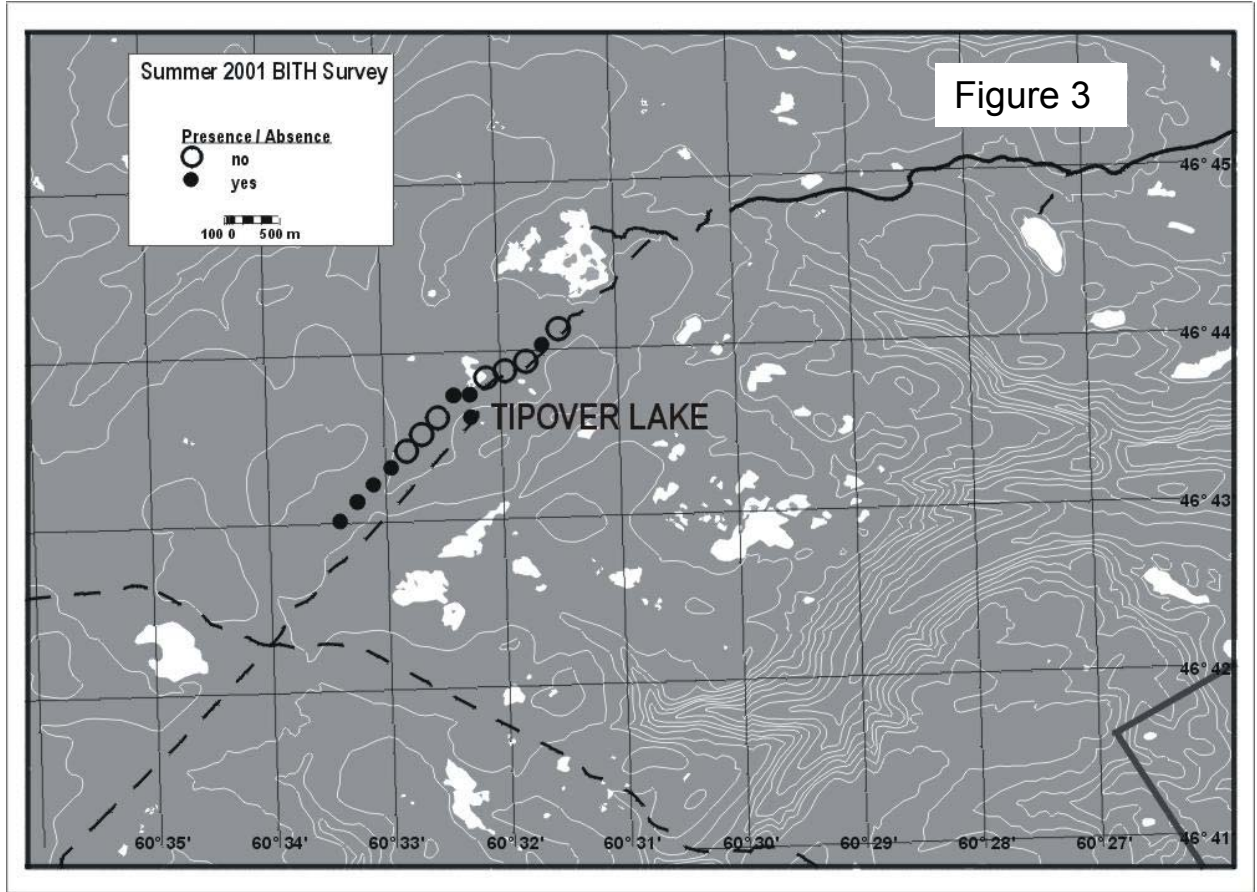 Summer 2001 BITH Survey
Figure 3
Presence / Absence
no
yes
100 0 500 m
46° 45
46° 44
TIPOVER LAKE
46° 43
46° 42
46° 41
60° 35' 60° 34' 60° 33' 60° 32' 60° 31' 60° 30' 60° 29' 60° 28' 60° 27'